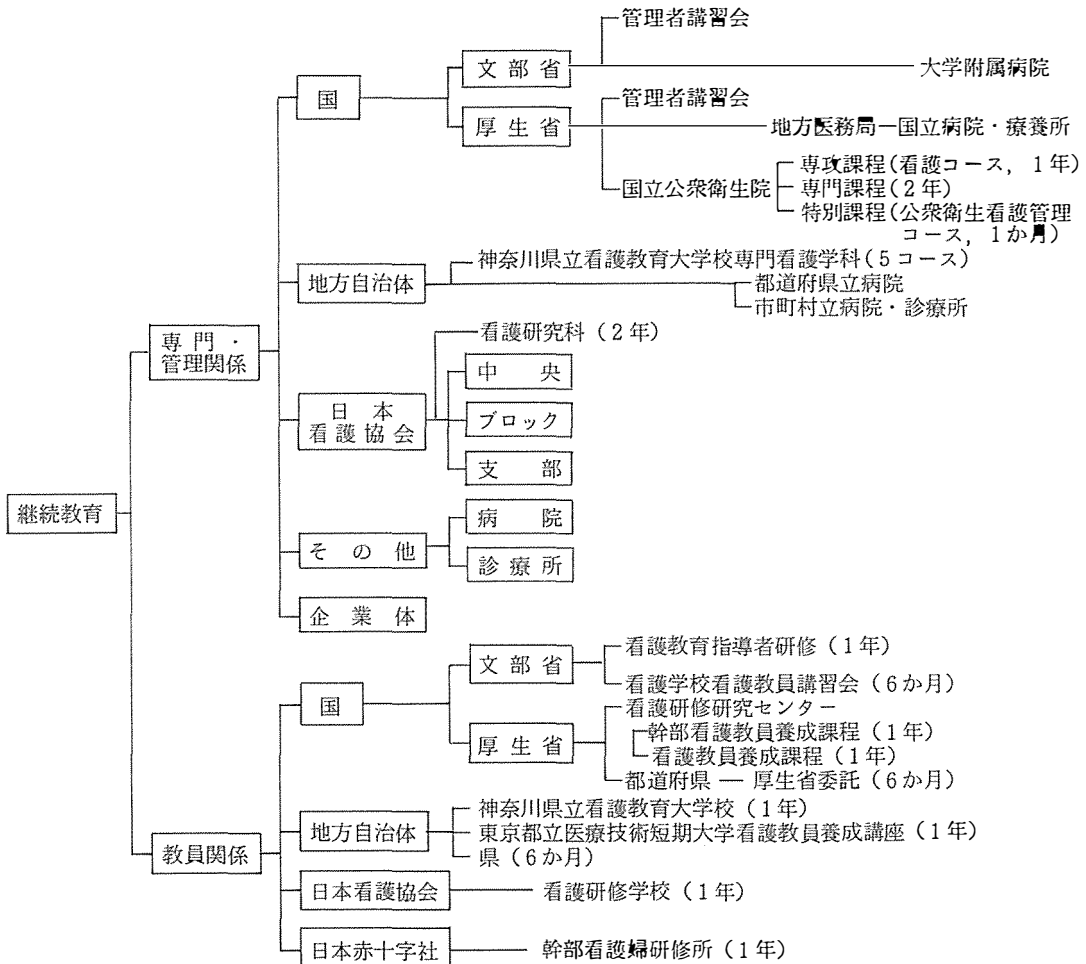 管理者講習会
文部省
大学附属病院
国
管理者講習会
厚生省
地方医務局―国立病院・療養所
国立公衆衛生院
専攻課程(看護コース, 1年)
専門課程(2年)
特別課程(公衆衛生看護管理
コース, 1か月)
地方自治体
神奈川県立看護教育大学校専門看護学科(5コース)
都道府県立病院
市町村立病院・診療所
専門・
管理関係
看護研究科(2年)
中央
日本
看護協会
ブロック
支部
継続教育
病院
その他
診療所
企業体
文部省
看護教育指導者研修(1年)
看護学校看護教員講習会(6か月)
国
看護研修研究センター
幹部看護教員養成課程(1年)
厚生省
看護教員養成課程(1年)
都道府県 ― 厚生省委託(6か月)
神奈川県立看護教育大学校(1年)
地方自治体
東京都立医療技術短期大学看護教員養成講座(1年)
県(6か月)
教員関係
日本看護協会
看護研修学校(1年)
日本赤十字社
幹部看護婦研修所(1年)